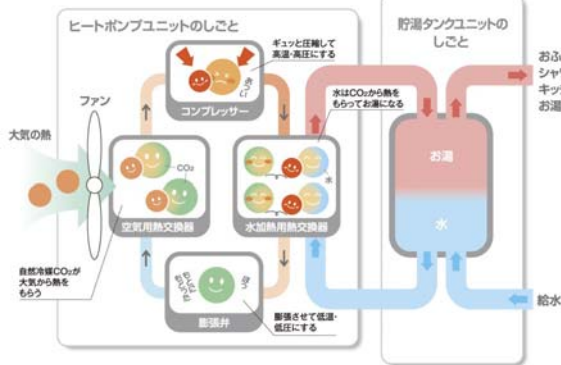 ヒートポンプユニットのしごと
貯湯タンクユニットの
しごと
ギュッと圧縮して
高温・高圧にする
あつい
コンプレッサー
水はCO₂から熱を
もらってお湯になる
おふ
シャ
キッ
お湯
ファン
大気の熱
CO₂
水
お湯
水
空気用熱交換器
水加熱用熱交換器
自然冷媒CO₂が
大気から熱を
もらう
ほっ
膨張弁
膨張させて低温・
低圧にする
給水